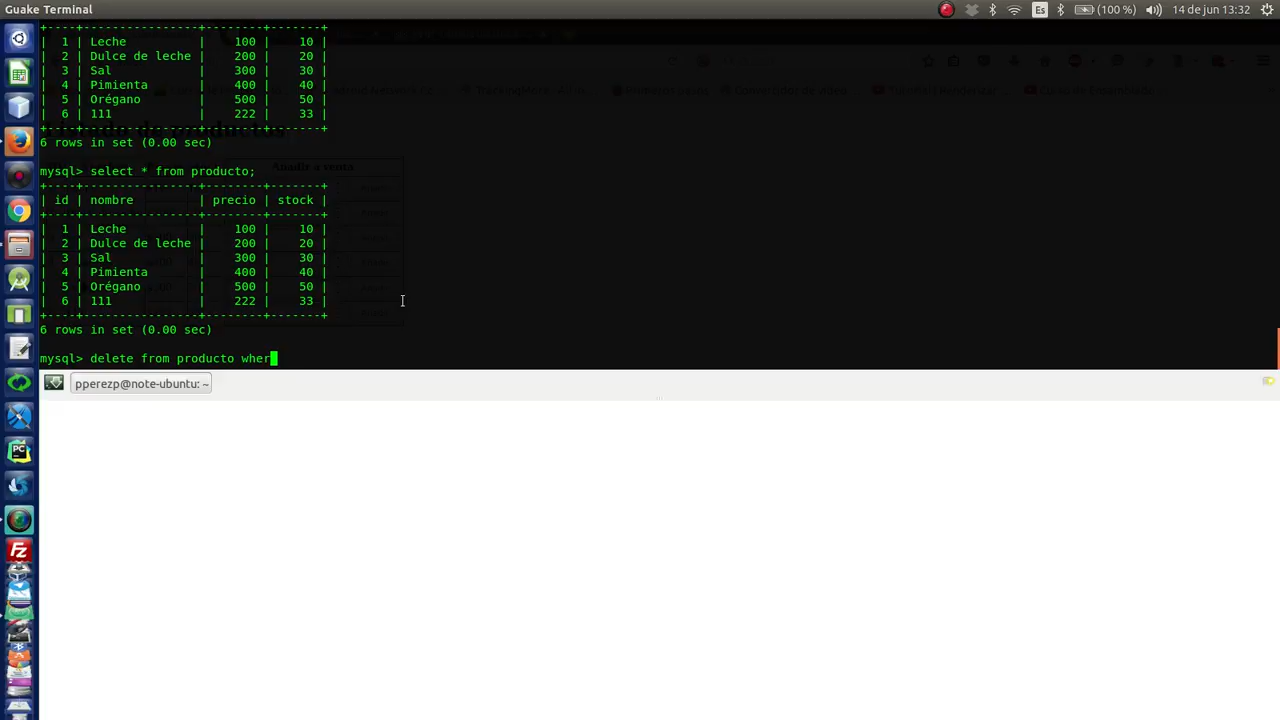 Guake Terminal
(100 %)
14 de jun 13:32
Es
+----+----------------+--------+-------+
|  1 | Leche          |    100 |    10 |
|  2 | Dulce de leche |    200 |    20 |
|  3 | Sal            |    300 |    30 |
|  4 | Pimienta       |    400 |    40 |
|  5 | Orégano        |    500 |    50 |
|  6 | 111            |    222 |    33 |
+----+----------------+--------+-------+
6 rows in set (0.00 sec)
mysql> select * from producto;
+----+----------------+--------+-------+
| id | nombre         | precio | stock |
+----+----------------+--------+-------+
|  1 | Leche          |    100 |    10 |
|  2 | Dulce de leche |    200 |    20 |
|  3 | Sal            |    300 |    30 |
|  4 | Pimienta       |    400 |    40 |
|  5 | Orégano        |    500 |    50 |
|  6 | 111            |    222 |    33 |
+----+----------------+--------+-------+
6 rows in set (0.00 sec)
mysql> delete from producto wher
pperezp@note-ubuntu: ~